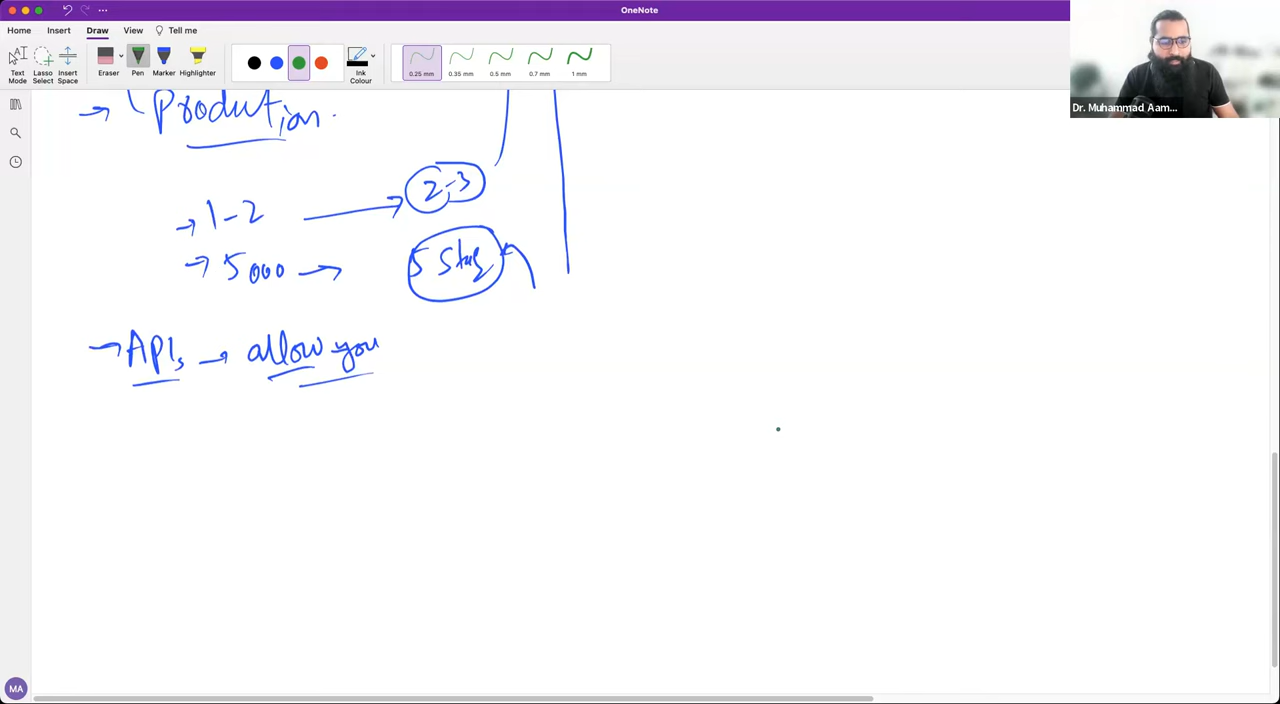 OneNote
Home Insert Draw View Tell me
Text Mode Lasso Select Insert Space Eraser Pen Marker Highlighter Ink Colour 0.25 mm 0.35 mm 0.5 mm 0.7 mm 1 mm
Dr. Muhammad Aam...
→ Prodution.
→ 1-2 → 2-3
→ 5000 → 5
→ APIs → allow you
MA